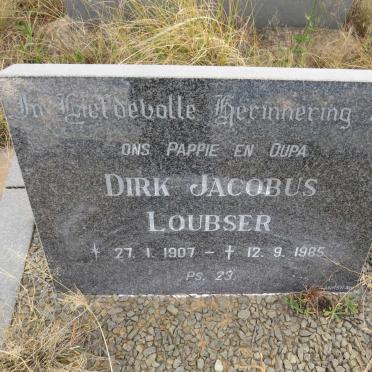 In Liefdevolle Herinnering
ONS PAPPIE EN OUPA
DIRK JACOBUS
LOUBSER
27. 1. 1907 – † 12. 9. 1985
PS. 23